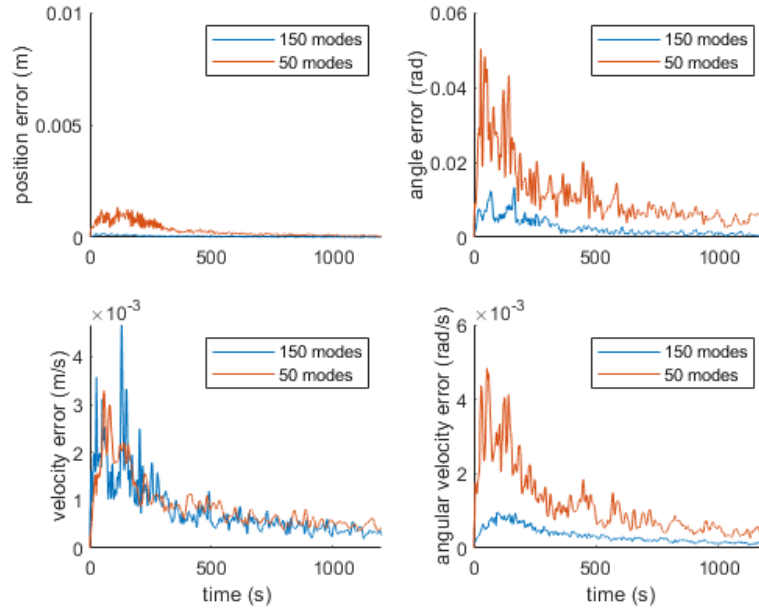 0.01
0.005
0
position error (m)
150 modes
50 modes
0
500
1000
0.06
0.04
0.02
0
angle error (rad)
150 modes
50 modes
0
500
1000
×10⁻³
4
3
2
1
0
velocity error (m/s)
150 modes
50 modes
0
500
1000
time (s)
×10⁻³
6
4
2
0
angular velocity error (rad/s)
150 modes
50 modes
0
500
1000
time (s)